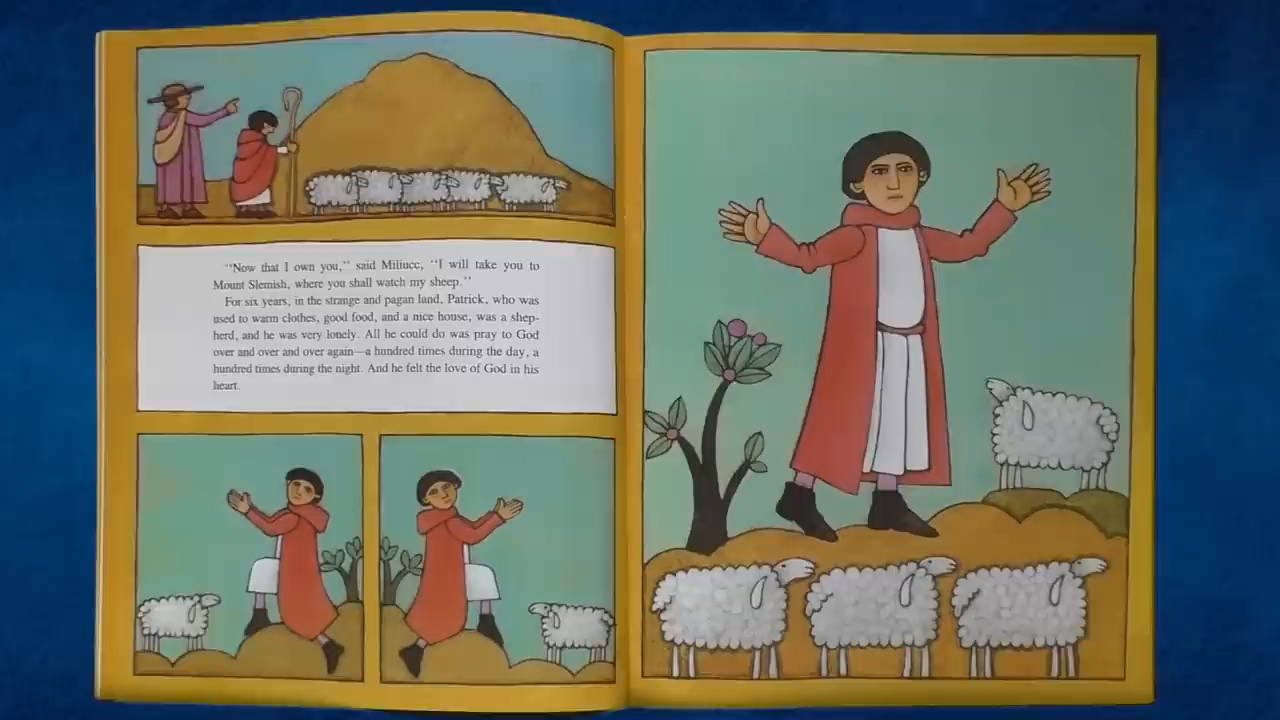 "Now that I own you," said Miliucc, "I will take you to
Mount Slemish, where you shall watch my sheep."
For six years, in the strange and pagan land, Patrick, who was
used to warm clothes, good food, and a nice house, was a shep-
herd, and he was very lonely. All he could do was pray to God
over and over and over again—a hundred times during the day, a
hundred times during the night. And he felt the love of God in his
heart.